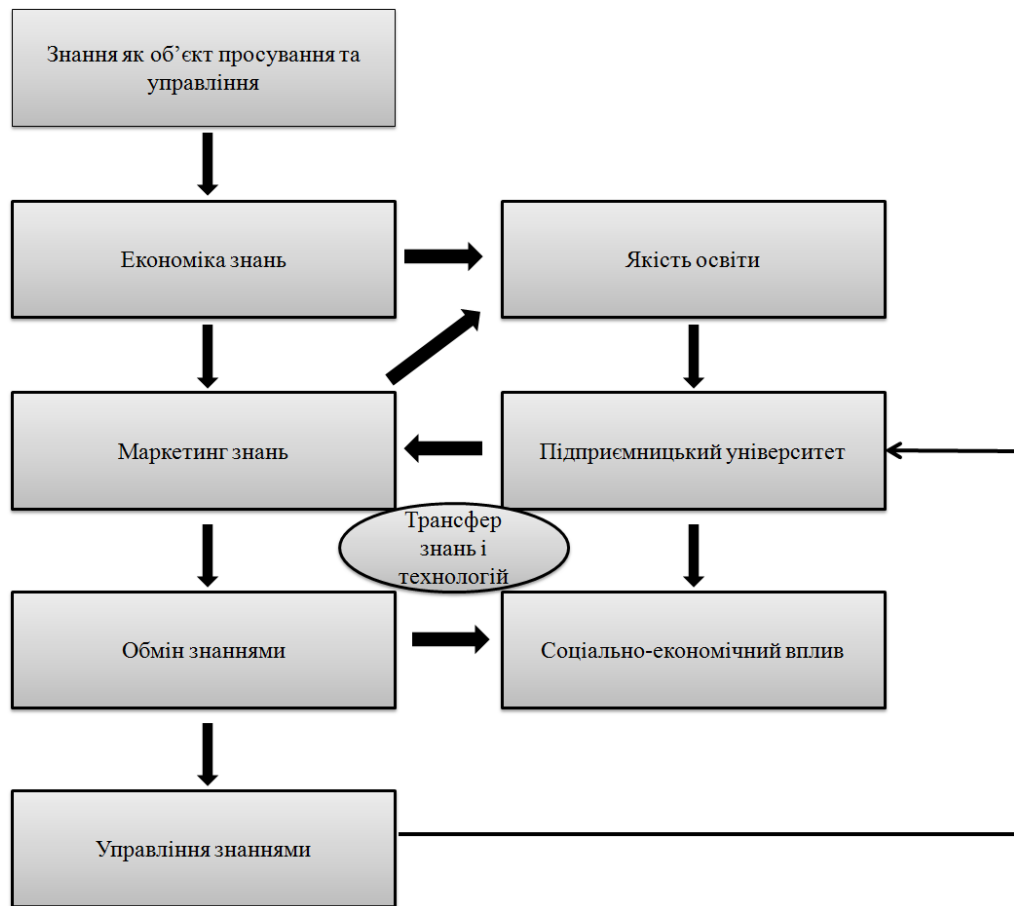 Знання як об’єкт просування та
управління
Економіка знань
Якість освіти
Маркетинг знань
Підприємницький університет
Трансфер
знань і
технологій
Обмін знаннями
Соціально-економічний вплив
Управління знаннями